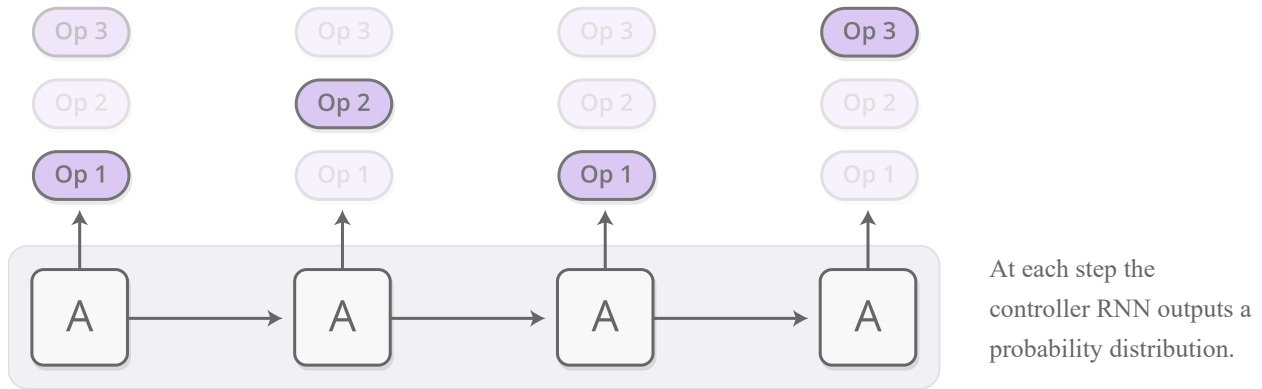 Op 3 Op 3 Op 3 Op 3
Op 2 Op 2 Op 2 Op 2
Op 1 Op 1 Op 1 Op 1
A A A A
At each step the
controller RNN outputs a
probability distribution.